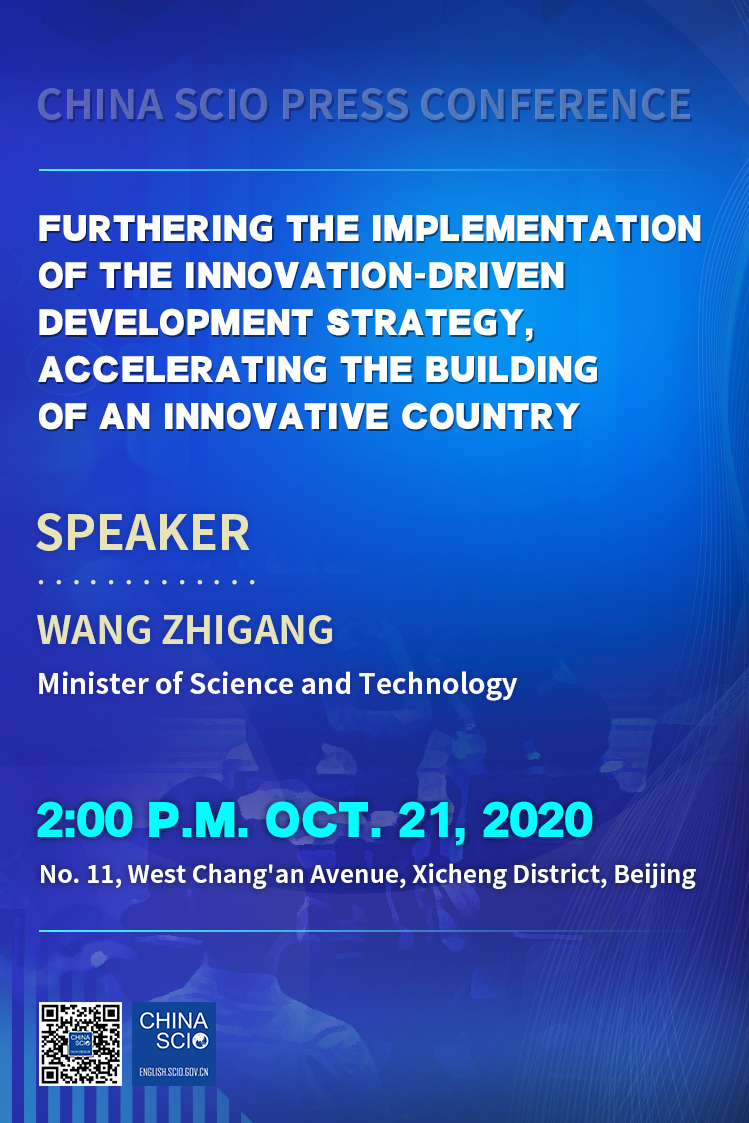 CHINA SCIO PRESS CONFERENCE
FURTHERING THE IMPLEMENTATION
OF THE INNOVATION-DRIVEN
DEVELOPMENT STRATEGY,
ACCELERATING THE BUILDING
OF AN INNOVATIVE COUNTRY
SPEAKER
WANG ZHIGANG
Minister of Science and Technology
2:00 P.M. OCT. 21, 2020
No. 11, West Chang'an Avenue, Xicheng District, Beijing
CHINA
SCIO
CHINA
SCIO
ENGLISH.SCIO.GOV.CN